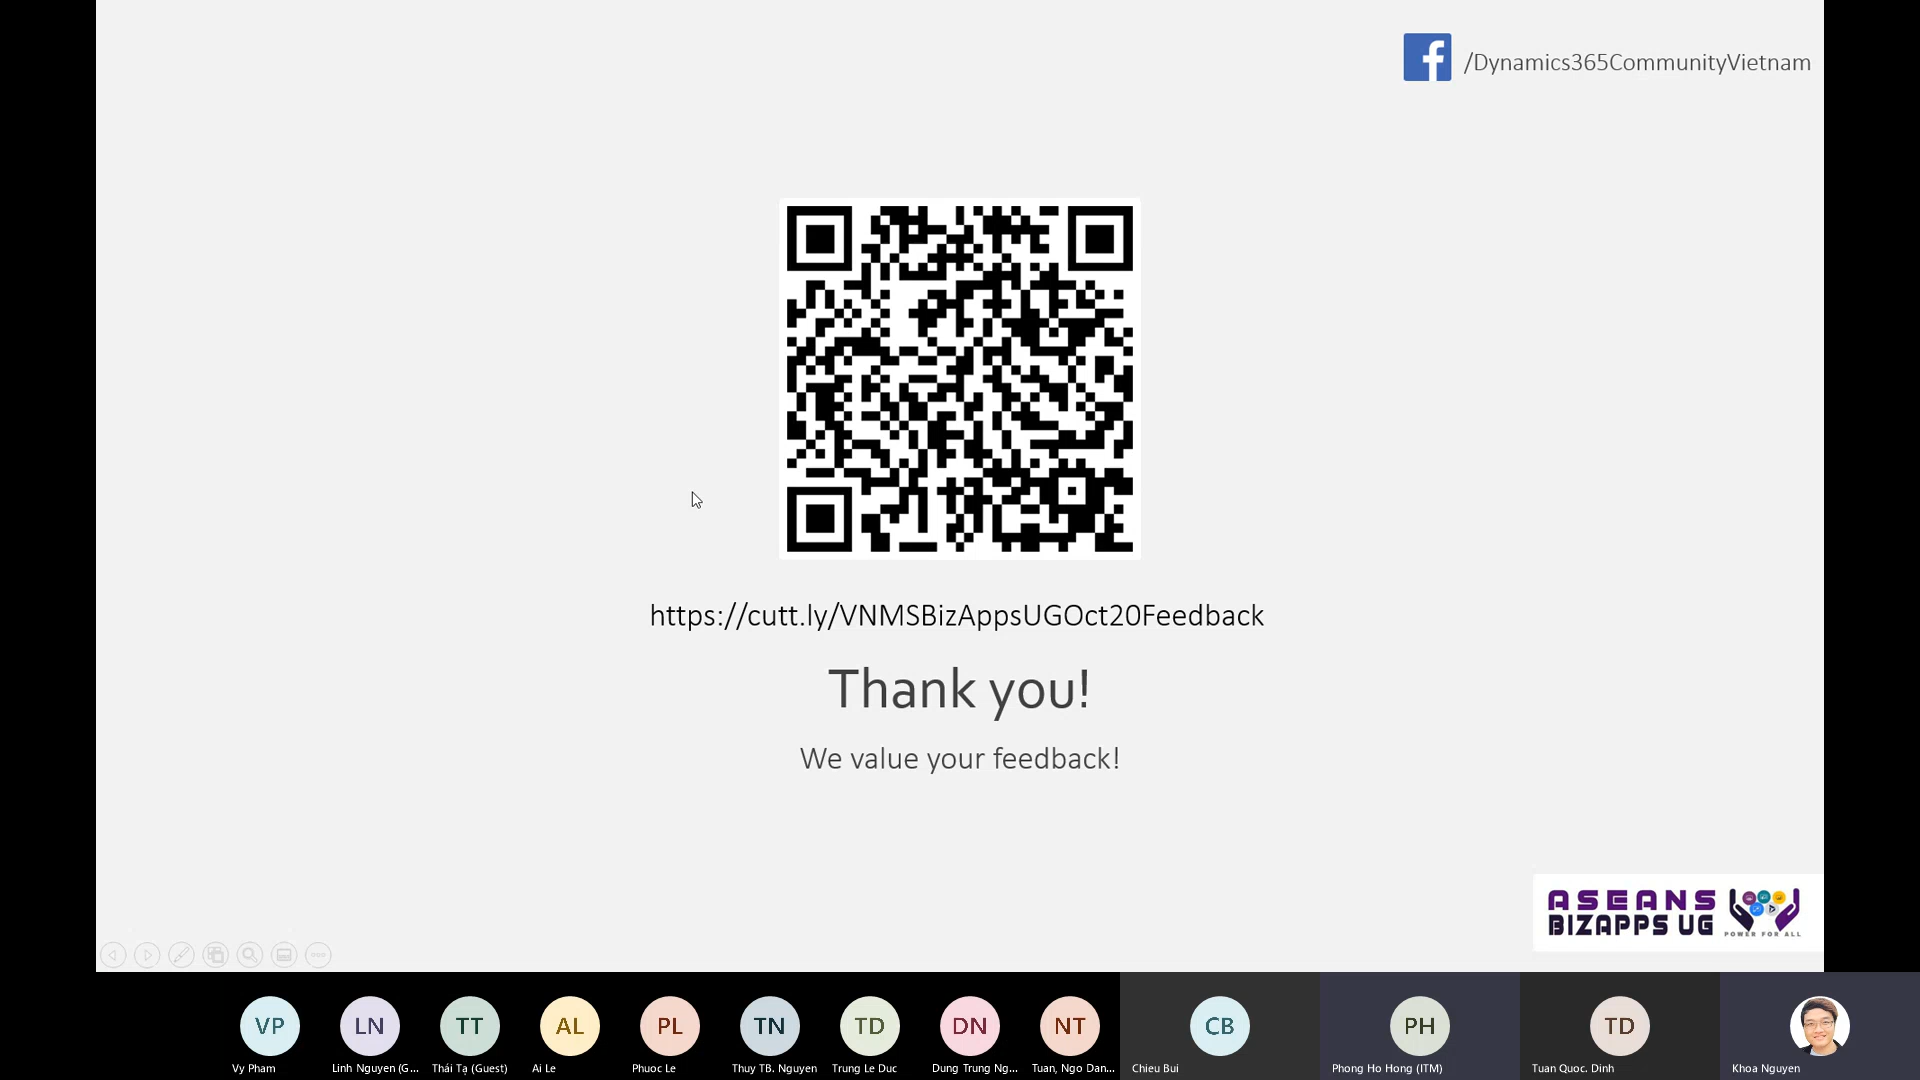 /Dynamics365CommunityVietnam
https://cutt.ly/VNMSBizAppsUGOct20Feedback
Thank you!
We value your feedback!
ASEANS
BIZAPPS UG
POWER FOR ALL
VP
LN
TT
AL
PL
TN
TD
DN
NT
CB
PH
TD
Vy Pham
Linh Nguyen (G...
Thái Tạ (Guest)
Ai Le
Phuoc Le
Thuy TB. Nguyen
Trung Le Duc
Dung Trung Ng...
Tuan, Ngo Dan...
Chieu Bui
Phong Ho Hong (ITM)
Tuan Quoc. Dinh
Khoa Nguyen